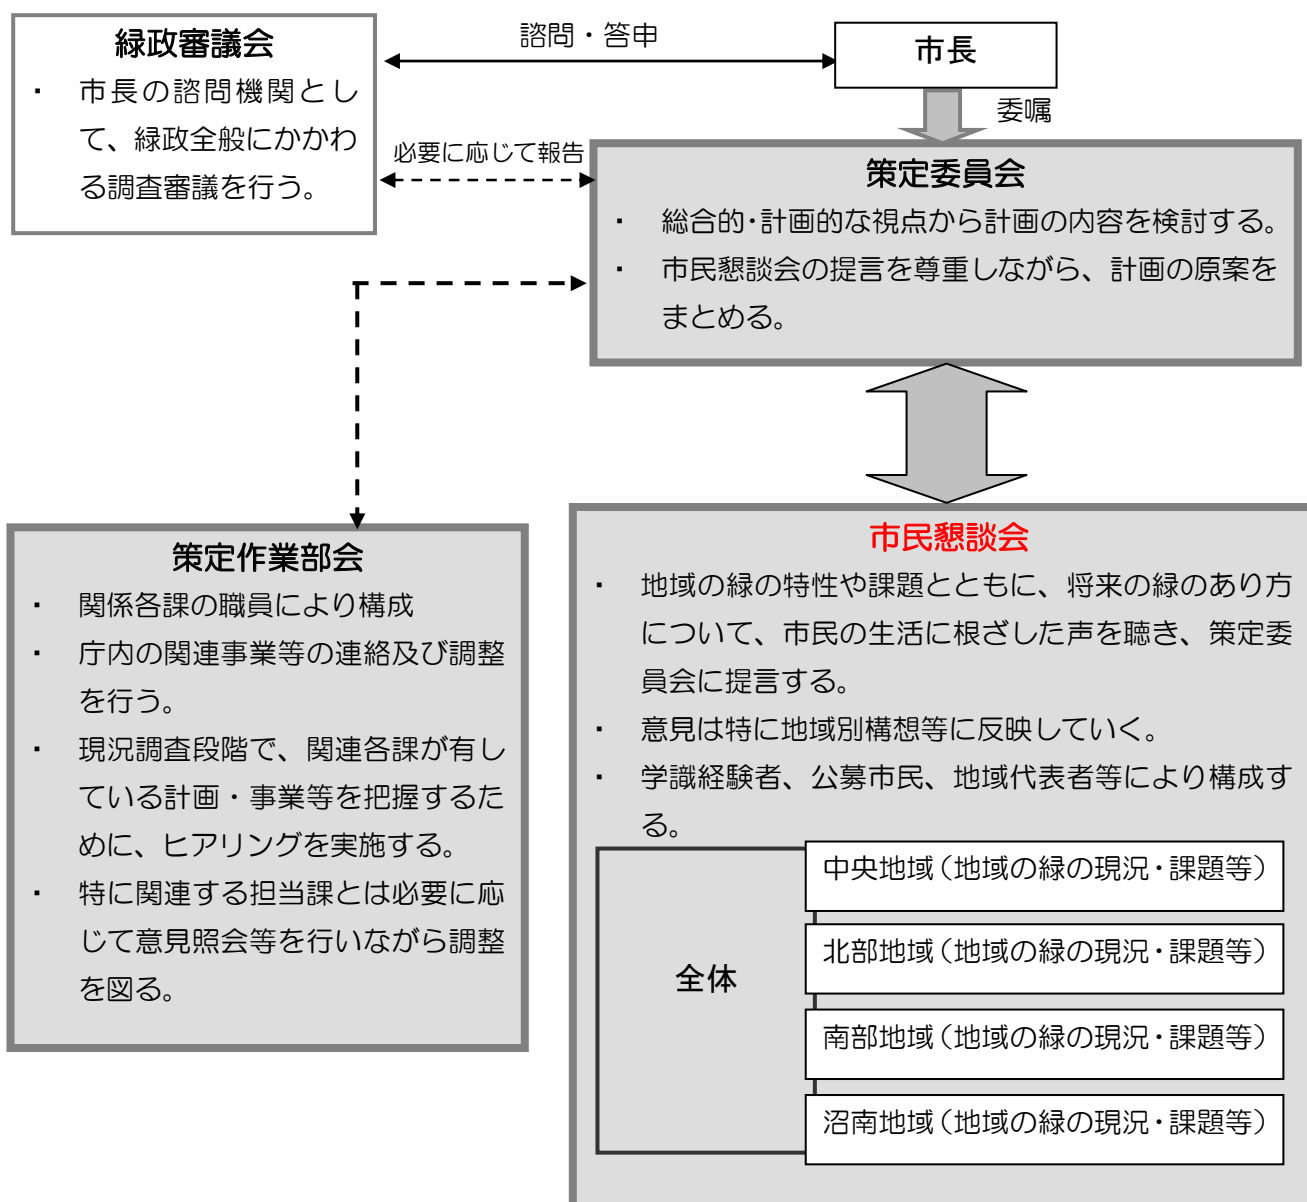 緑政審議会
・ 市長の諮問機関とし
て、緑政全般にかかわ
る調査審議を行う。
諮問・答申
市長
委嘱
必要に応じて報告
策定委員会
・ 総合的・計画的な視点から計画の内容を検討する。
・ 市民懇談会の提言を尊重しながら、計画の原案を
まとめる。
策定作業部会
・ 関係各課の職員により構成
・ 庁内の関連事業等の連絡及び調整
を行う。
・ 現況調査段階で、関連各課が有し
ている計画・事業等を把握するた
めに、ヒアリングを実施する。
・ 特に関連する担当課とは必要に応
じて意見照会等を行いながら調整
を図る。
市民懇談会
・ 地域の緑の特性や課題とともに、将来の緑のあり方
について、市民の生活に根ざした声を聴き、策定委
員会に提言する。
・ 意見は特に地域別構想等に反映していく。
・ 学識経験者、公募市民、地域代表者等により構成す
る。
全体
中央地域（地域の緑の現況・課題等）
北部地域（地域の緑の現況・課題等）
南部地域（地域の緑の現況・課題等）
沼南地域（地域の緑の現況・課題等）